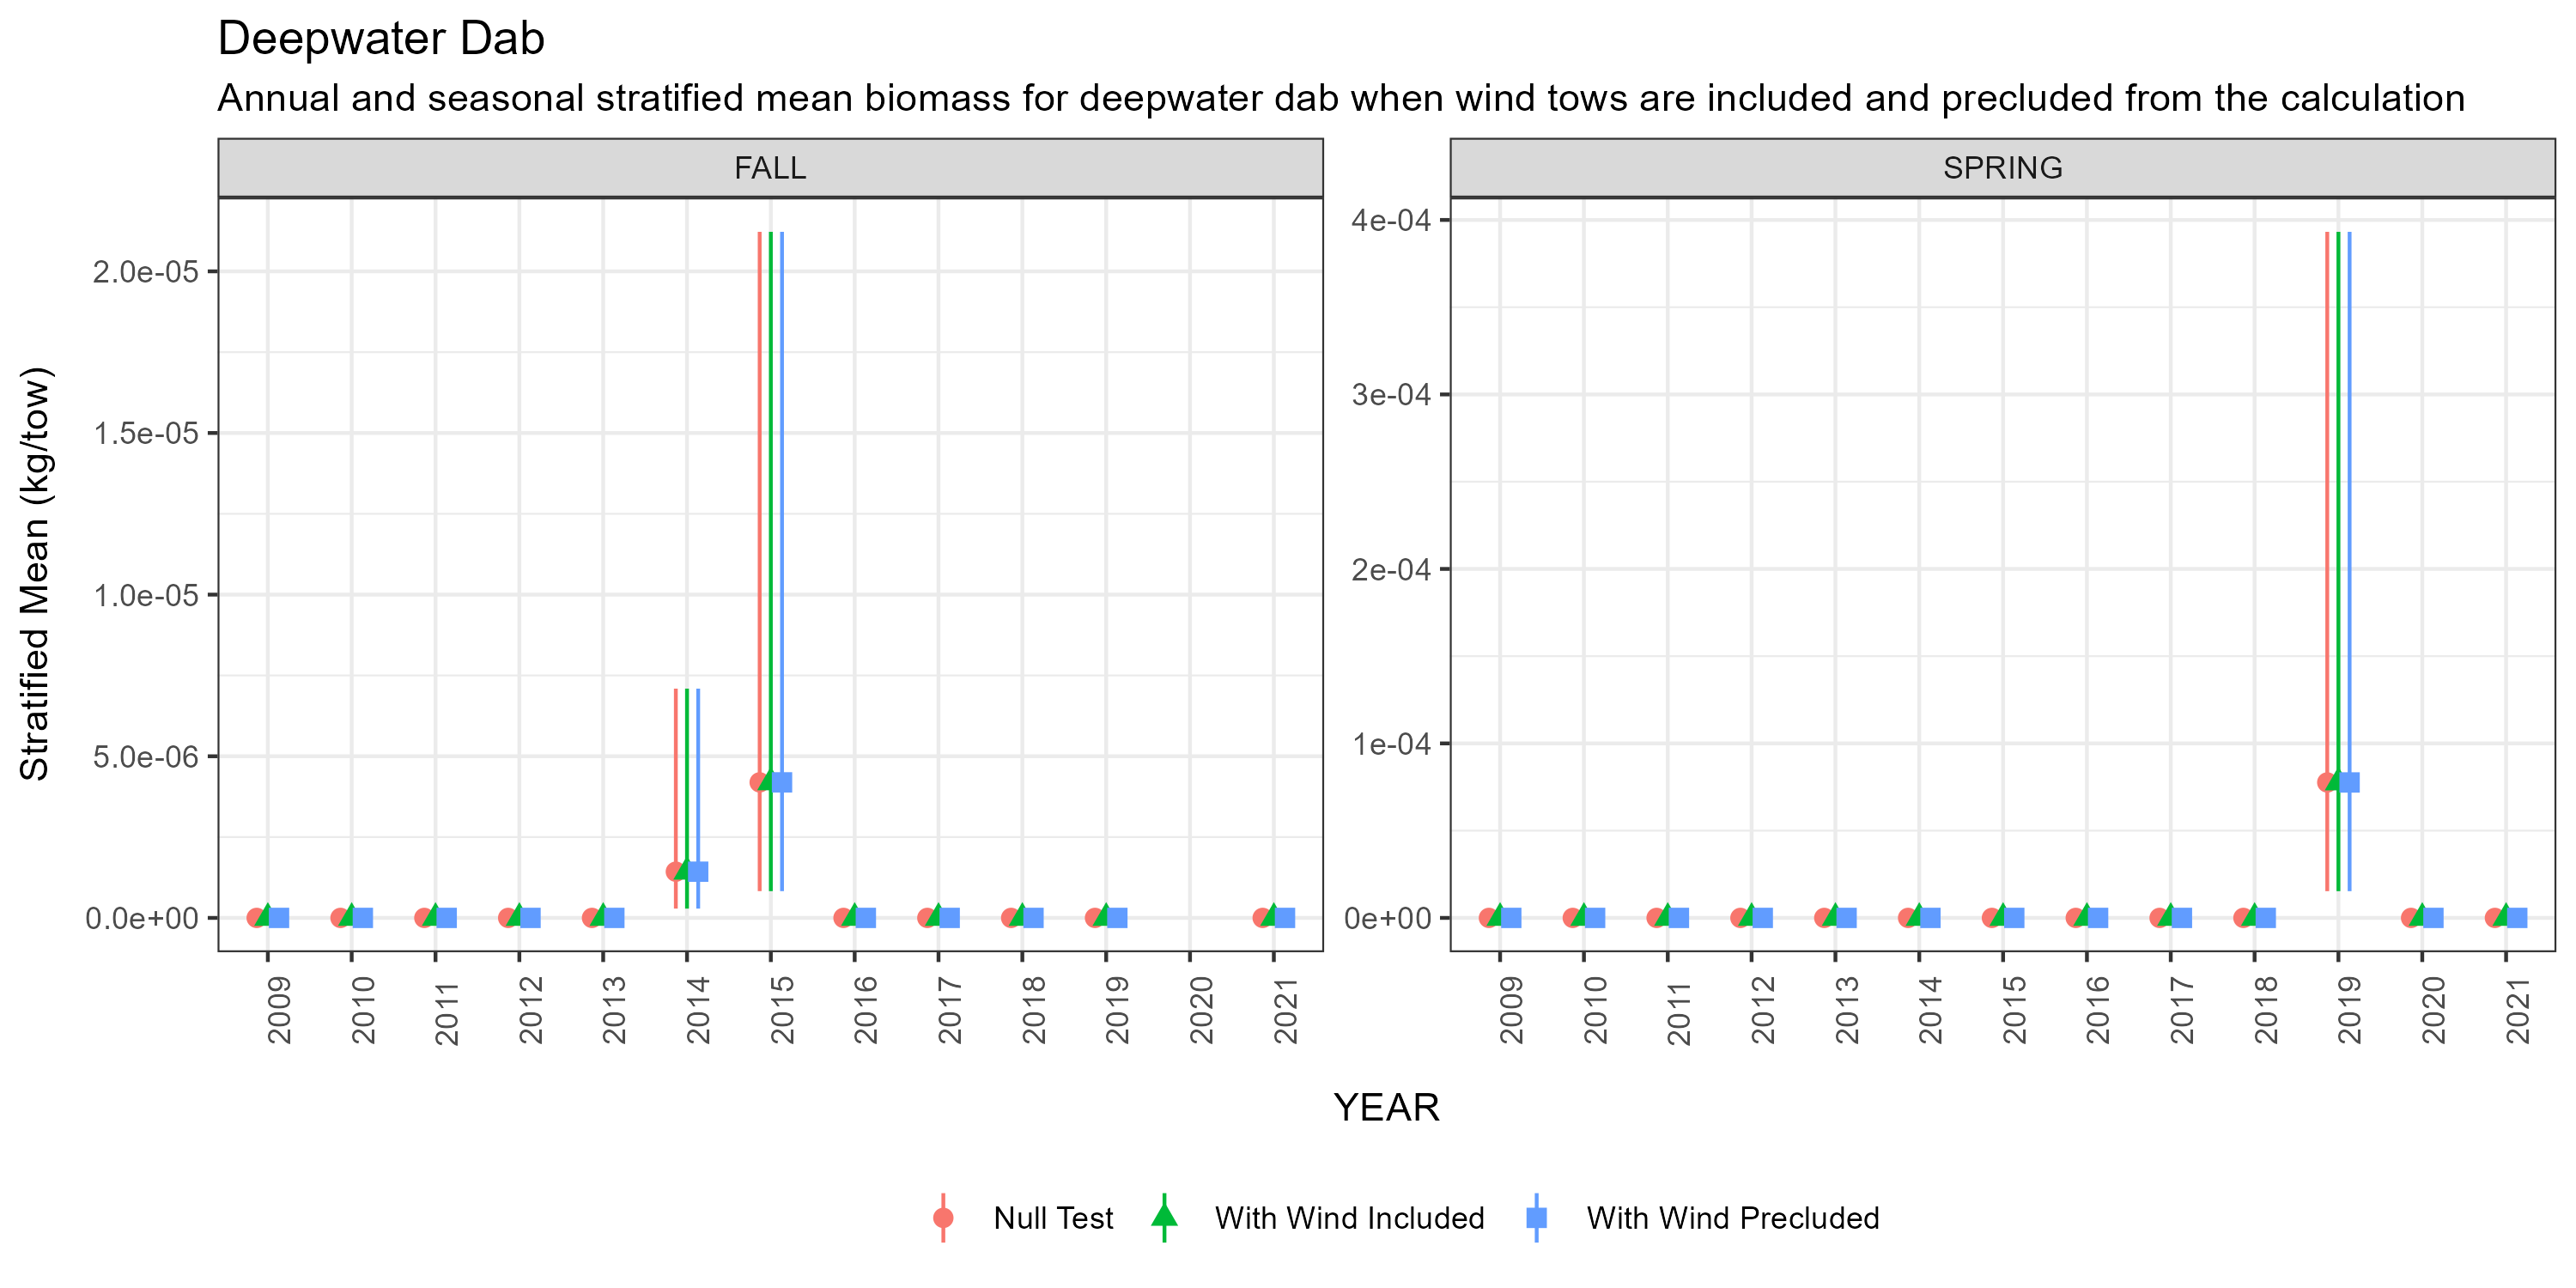 Deepwater Dab
Annual and seasonal stratified mean biomass for deepwater dab when wind tows are included and precluded from the calculation
FALL
SPRING
Stratified Mean (kg/tow)
2.0e-05
1.5e-05
1.0e-05
5.0e-06
0.0e+00
4e-04
3e-04
2e-04
1e-04
0e+00
2009 2010 2011 2012 2013 2014 2015 2016 2017 2018 2019 2020 2021
2009 2010 2011 2012 2013 2014 2015 2016 2017 2018 2019 2020 2021
YEAR
Null Test With Wind Included With Wind Precluded